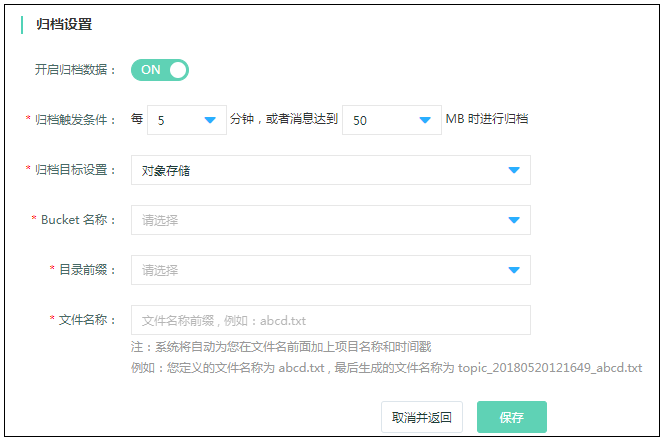 归档设置
开启归档数据： ON
* 归档触发条件： 每 5 分钟，或者消息达到 50 MB 时进行归档
* 归档目标设置： 对象存储
* Bucket 名称： 请选择
* 目录前缀： 请选择
* 文件名称： 文件名称前缀 , 例如：abcd.txt
注：系统将自动为您在文件名前面加上项目名称和时间戳
例如：您定义的文件名称为 abcd.txt , 最后生成的文件名称为 topic_20180520121649_abcd.txt
取消并返回 保存